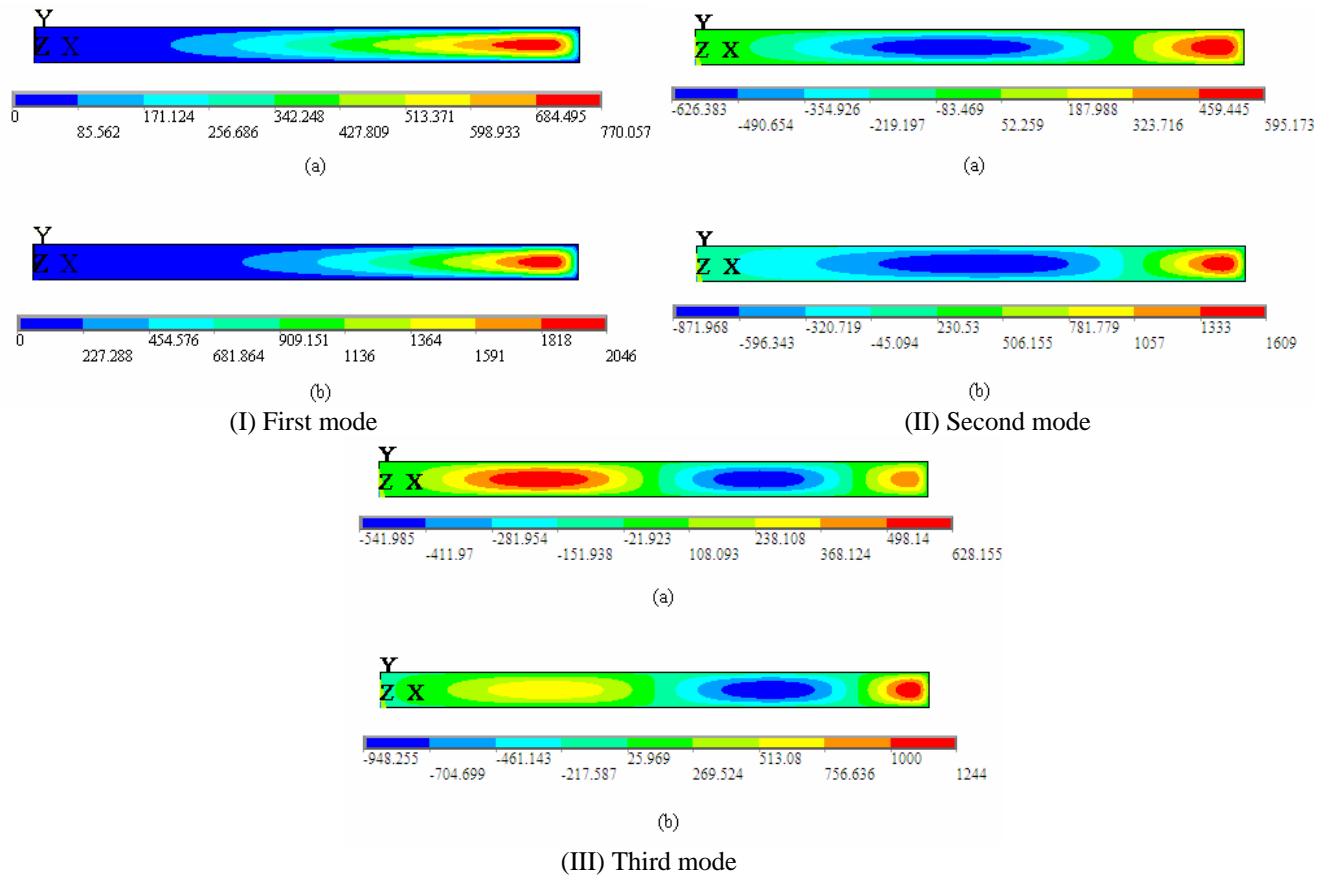 Y
Z X
0 171.124 342.248 513.371 684.495
85.562 256.686 427.809 598.933 770.057
(a)
Y
Z X
0 454.576 909.151 1364 1818
227.288 681.864 1136 1591 2046
(b)
(I) First mode
Y
Z X
-626.383 -354.926 -83.469 187.988 459.445
-490.654 -219.197 52.259 323.716 595.173
(a)
Y
Z X
-871.968 -320.719 230.53 781.779 1333
-596.343 -45.094 506.155 1057 1609
(b)
(II) Second mode
Y
Z X
-541.985 -281.954 -21.923 238.108 498.14
-411.97 -151.938 108.093 368.124 628.155
(a)
Y
Z X
-948.255 -461.143 25.969 513.08 1000
-704.699 -217.587 269.524 756.636 1244
(b)
(III) Third mode